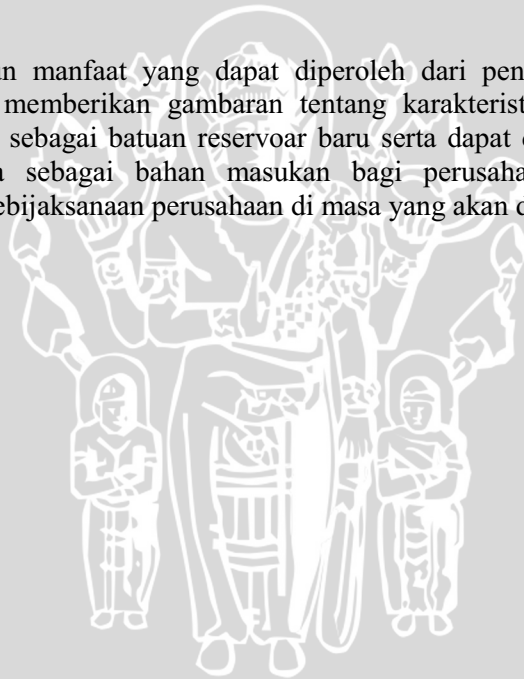 un manfaat yang dapat diperoleh dari pen
memberikan gambaran tentang karakterist
sebagai batuan reservoar baru serta dapat
a sebagai bahan masukan bagi perusaha
ebijaksanaan perusahaan di masa yang akan d